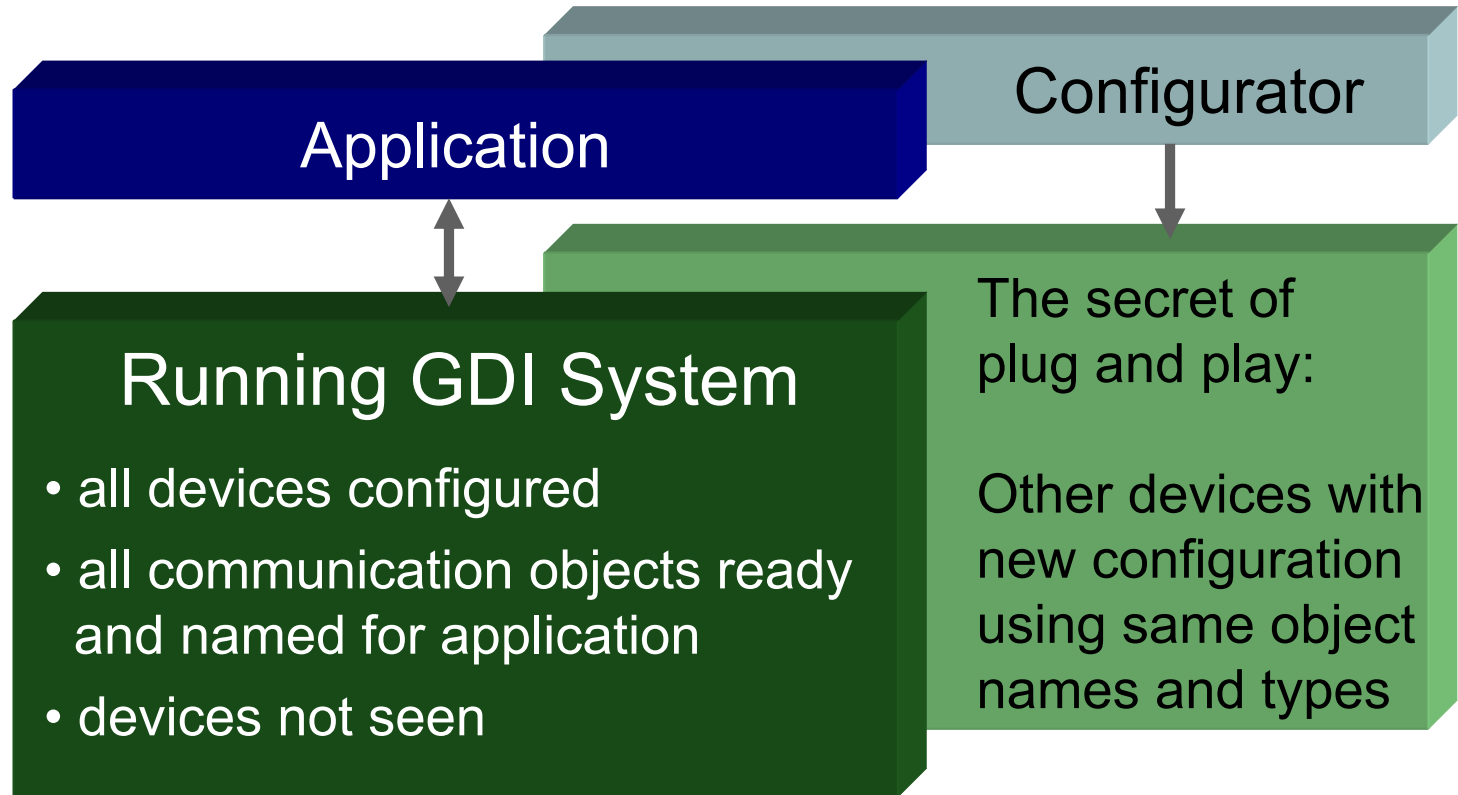 Application
Configurator
Running GDI System
• all devices configured
• all communication objects ready
and named for application
• devices not seen
The secret of
plug and play:
Other devices with
new configuration
using same object
names and types